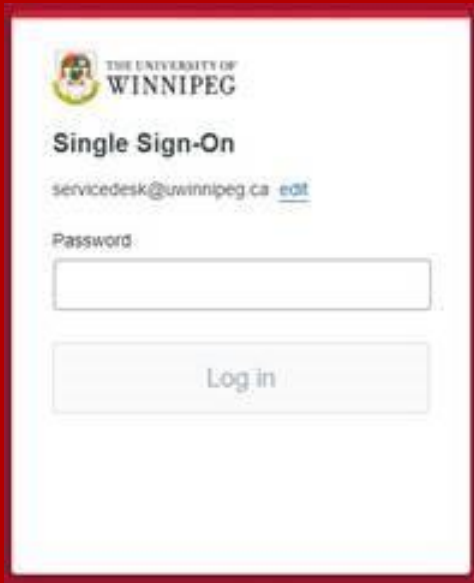 THE UNIVERSITY OF
WINNIPEG
Single Sign-On
servicedesk@uwinnipeg.ca edit
Password
Log in